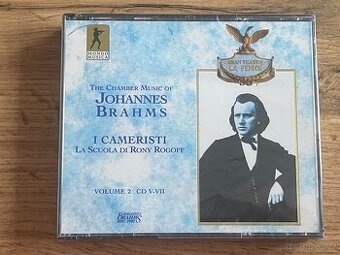 MONDO
MUSICA
GRAN TEATRO
LA FENICE
THE CHAMBER MUSIC OF
JOHANNES
BRAHMS
I CAMERISTI
LA SCUOLA DI RONY ROGOFF
VOLUME 2 CD V-VII